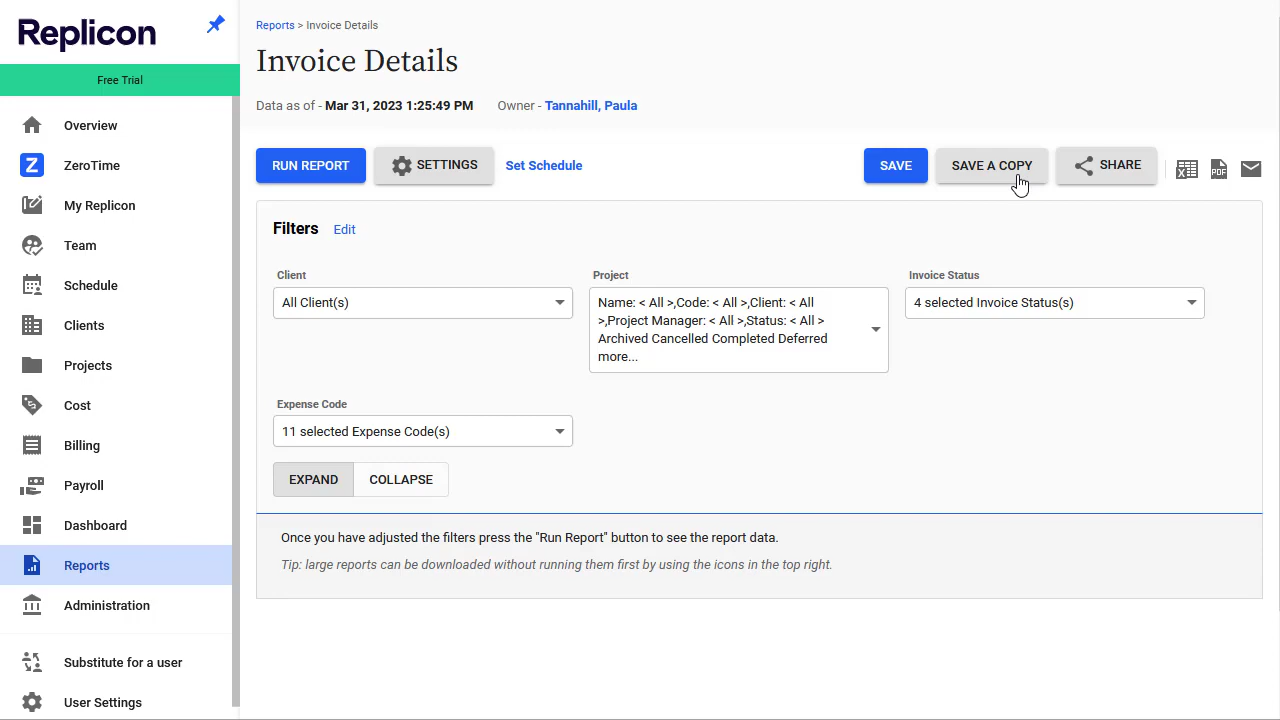 Replicon
Free Trial
Overview
Z ZeroTime
My Replicon
Team
Schedule
Clients
Projects
Cost
Billing
Payroll
Dashboard
Reports
Administration
Substitute for a user
User Settings
Reports > Invoice Details
Invoice Details
Data as of - Mar 31, 2023 1:25:49 PM Owner - Tannahill, Paula
RUN REPORT SETTINGS Set Schedule SAVE SAVE A COPY SHARE X PDF
Filters Edit
Client
All Client(s)
Project
Name: < All >,Code: < All >,Client: < All
>,Project Manager: < All >,Status: < All >
Archived Cancelled Completed Deferred
more...
Invoice Status
4 selected Invoice Status(s)
Expense Code
11 selected Expense Code(s)
EXPAND COLLAPSE
Once you have adjusted the filters press the "Run Report" button to see the report data.
Tip: large reports can be downloaded without running them first by using the icons in the top right.